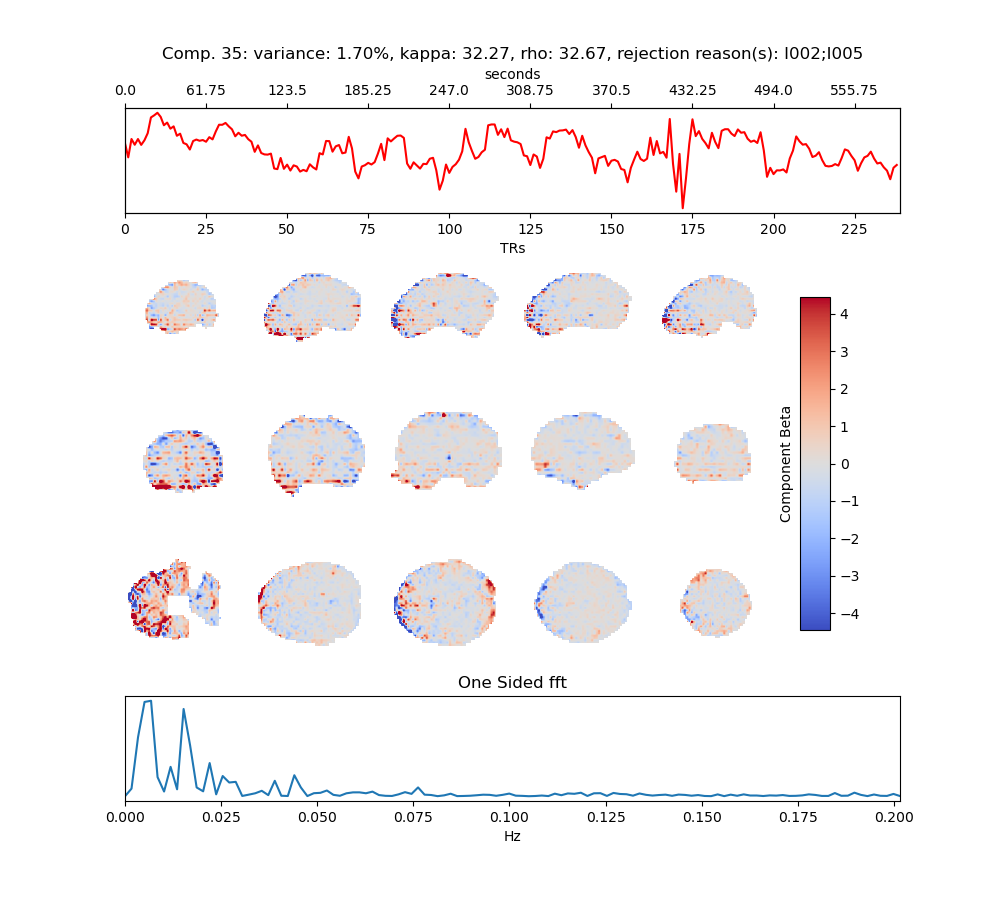 Comp. 35: variance: 1.70%, kappa: 32.27, rho: 32.67, rejection reason(s): I002;I005
seconds
0.0 61.75 123.5 185.25 247.0 308.75 370.5 432.25 494.0 555.75
0 25 50 75 100 125 150 175 200 225
TRs
4
3
2
1
0
−1
−2
−3
−4
Component Beta
One Sided fft
0.000 0.025 0.050 0.075 0.100 0.125 0.150 0.175 0.200
Hz